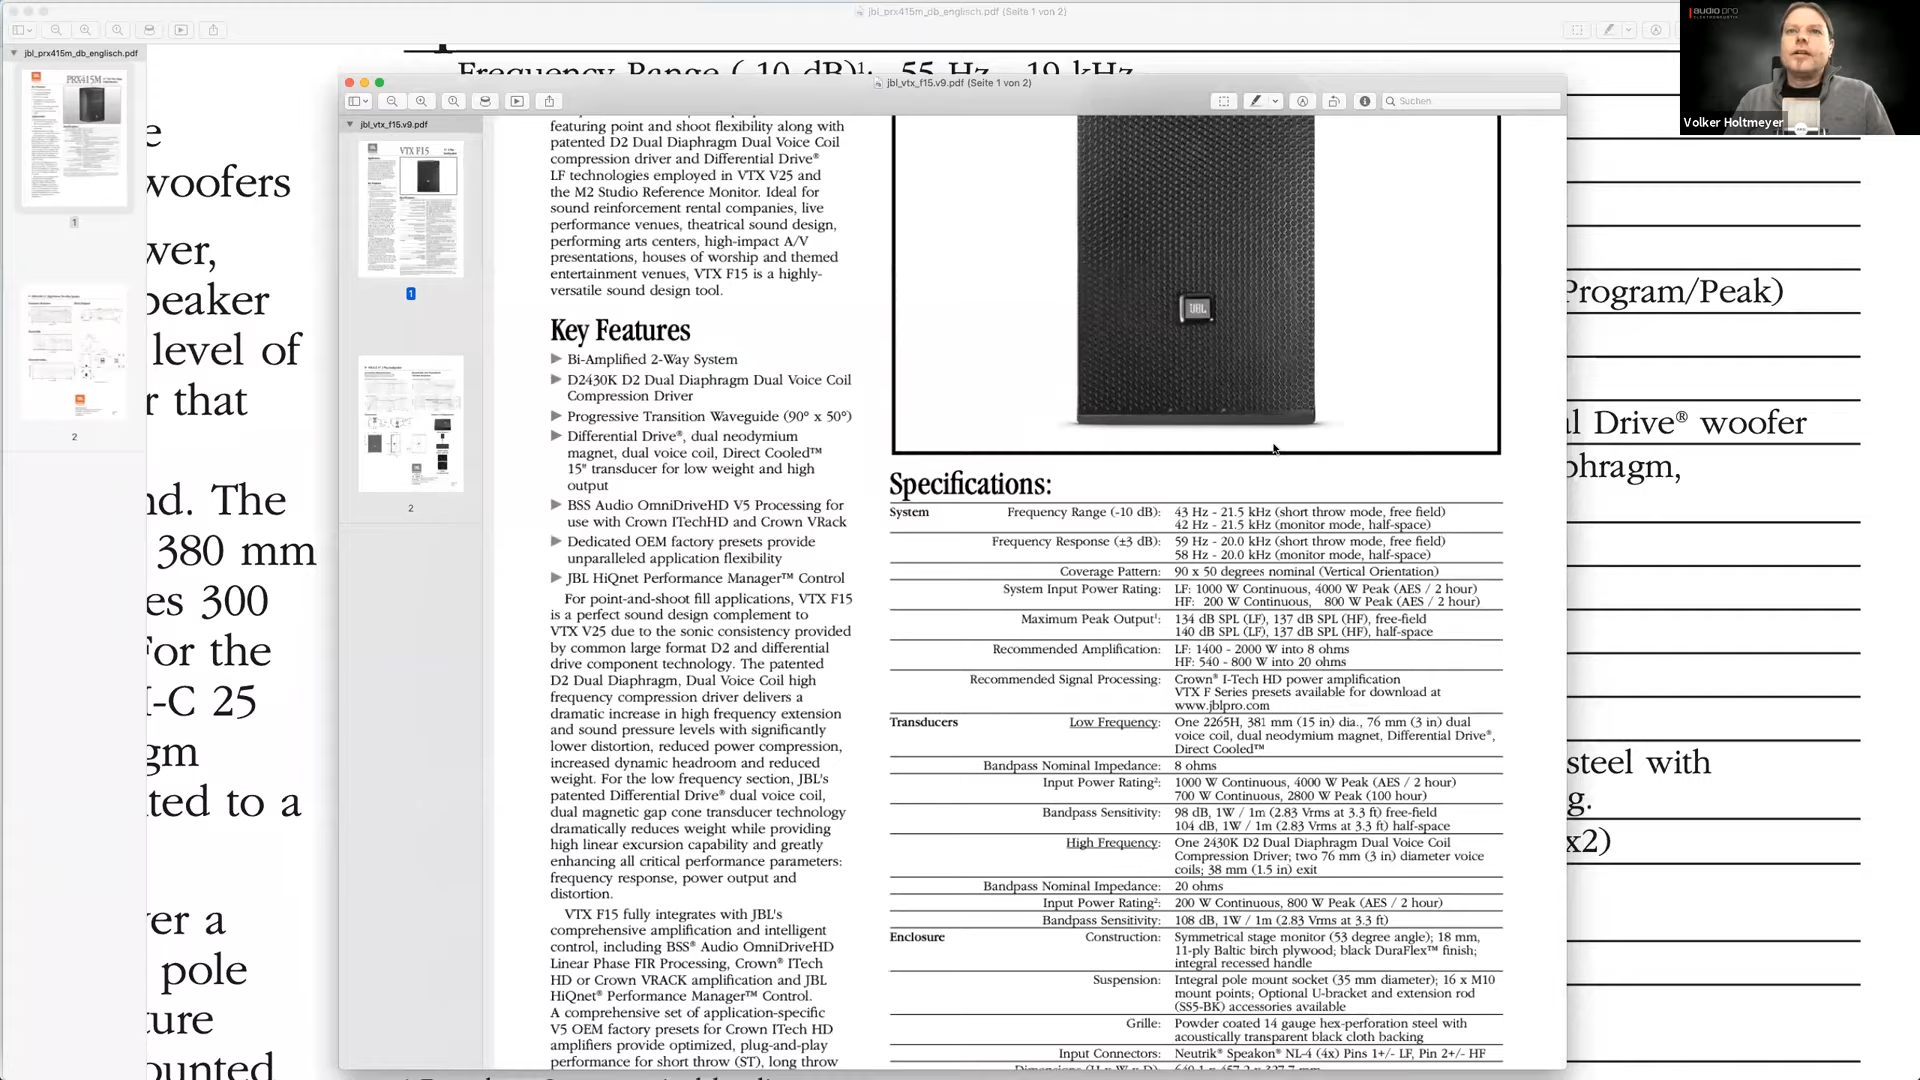 jbl_prx415m_db_englisch.pdf (Seite 1 von 2)
audio pro
Volker Holtmeyer
jbl_prx415m_db_englisch.pdf
PRX415M
1
2
Frequency Range (-10 dB)¹: 55 Hz - 19 kHz
woofers
wer,
peaker
level of
r that
nd. The
380 mm
es 300
For the
I-C 25
gm
ted to a
er a
pole
ture
ounted
Program/Peak)
l Drive® woofer
phragm,
steel with
g.
x2)
jbl_vtx_f15.v9.pdf (Seite 1 von 2)
Suchen
jbl_vtx_f15.v9.pdf
VTX F15
1
2
featuring point and shoot flexibility along with
patented D2 Dual Diaphragm Dual Voice Coil
compression driver and Differential Drive®
LF technologies employed in VTX V25 and
the M2 Studio Reference Monitor. Ideal for
sound reinforcement rental companies, live
performance venues, theatrical sound design,
performing arts centers, high-impact A/V
presentations, houses of worship and themed
entertainment venues, VTX F15 is a highly-
versatile sound design tool.
Key Features
Bi-Amplified 2-Way System
D2430K D2 Dual Diaphragm Dual Voice Coil
Compression Driver
Progressive Transition Waveguide (90° x 50°)
Differential Drive®, dual neodymium
magnet, dual voice coil, Direct Cooled™
15" transducer for low weight and high
output
BSS Audio OmniDriveHD V5 Processing for
use with Crown ITechHD and Crown VRack
Dedicated OEM factory presets provide
unparalleled application flexibility
JBL HiQnet Performance Manager™ Control
For point-and-shoot fill applications, VTX F15
is a perfect sound design complement to
VTX V25 due to the sonic consistency provided
by common large format D2 and differential
drive component technology. The patented
D2 Dual Diaphragm, Dual Voice Coil high
frequency compression driver delivers a
dramatic increase in high frequency extension
and sound pressure levels with significantly
lower distortion, reduced power compression,
increased dynamic headroom and reduced
weight. For the low frequency section, JBL's
patented Differential Drive® dual voice coil,
dual magnetic gap cone transducer technology
dramatically reduces weight while providing
high linear excursion capability and greatly
enhancing all critical performance parameters:
frequency response, power output and
distortion.
VTX F15 fully integrates with JBL's
comprehensive amplification and intelligent
control, including BSS® Audio OmniDriveHD
Linear Phase FIR Processing, Crown® ITech
HD or Crown VRACK amplification and JBL
HiQnet® Performance Manager™ Control.
A comprehensive set of application-specific
V5 OEM factory presets for Crown ITech HD
amplifiers provide optimized, plug-and-play
performance for short throw (ST), long throw
JBL
Specifications:
System
Frequency Range (-10 dB): 43 Hz - 21.5 kHz (short throw mode, free field)
42 Hz - 21.5 kHz (monitor mode, half-space)
Frequency Response (±3 dB): 59 Hz - 20.0 kHz (short throw mode, free field)
58 Hz - 20.0 kHz (monitor mode, half-space)
Coverage Pattern: 90 x 50 degrees nominal (Vertical Orientation)
System Input Power Rating: LF: 1000 W Continuous, 4000 W Peak (AES / 2 hour)
HF: 200 W Continuous, 800 W Peak (AES / 2 hour)
Maximum Peak Output¹: 134 dB SPL (LF), 137 dB SPL (HF), free-field
140 dB SPL (LF), 137 dB SPL (HF), half-space
Recommended Amplification: LF: 1400 - 2000 W into 8 ohms
HF: 540 - 800 W into 20 ohms
Recommended Signal Processing: Crown® I-Tech HD power amplification
VTX F Series presets available for download at
www.jblpro.com
Transducers
Low Frequency: One 2265H, 381 mm (15 in) dia., 76 mm (3 in) dual
voice coil, dual neodymium magnet, Differential Drive®,
Direct Cooled™
Bandpass Nominal Impedance: 8 ohms
Input Power Rating²: 1000 W Continuous, 4000 W Peak (AES / 2 hour)
700 W Continuous, 2800 W Peak (100 hour)
Bandpass Sensitivity: 98 dB, 1W / 1m (2.83 Vrms at 3.3 ft) free-field
104 dB, 1W / 1m (2.83 Vrms at 3.3 ft) half-space
High Frequency: One 2430K D2 Dual Diaphragm Dual Voice Coil
Compression Driver; two 76 mm (3 in) diameter voice
coils; 38 mm (1.5 in) exit
Bandpass Nominal Impedance: 20 ohms
Input Power Rating²: 200 W Continuous, 800 W Peak (AES / 2 hour)
Bandpass Sensitivity: 108 dB, 1W / 1m (2.83 Vrms at 3.3 ft)
Enclosure
Construction: Symmetrical stage monitor (53 degree angle); 18 mm,
11-ply Baltic birch plywood; black DuraFlex™ finish;
integral recessed handle
Suspension: Integral pole mount socket (35 mm diameter); 16 x M10
mount points; Optional U-bracket and extension rod
(SS5-BK) accessories available
Grille: Powder coated 14 gauge hex-perforation steel with
acoustically transparent black cloth backing
Input Connectors: Neutrik® Speakon® NL-4 (4x) Pins 1+/- LF, Pin 2+/- HF